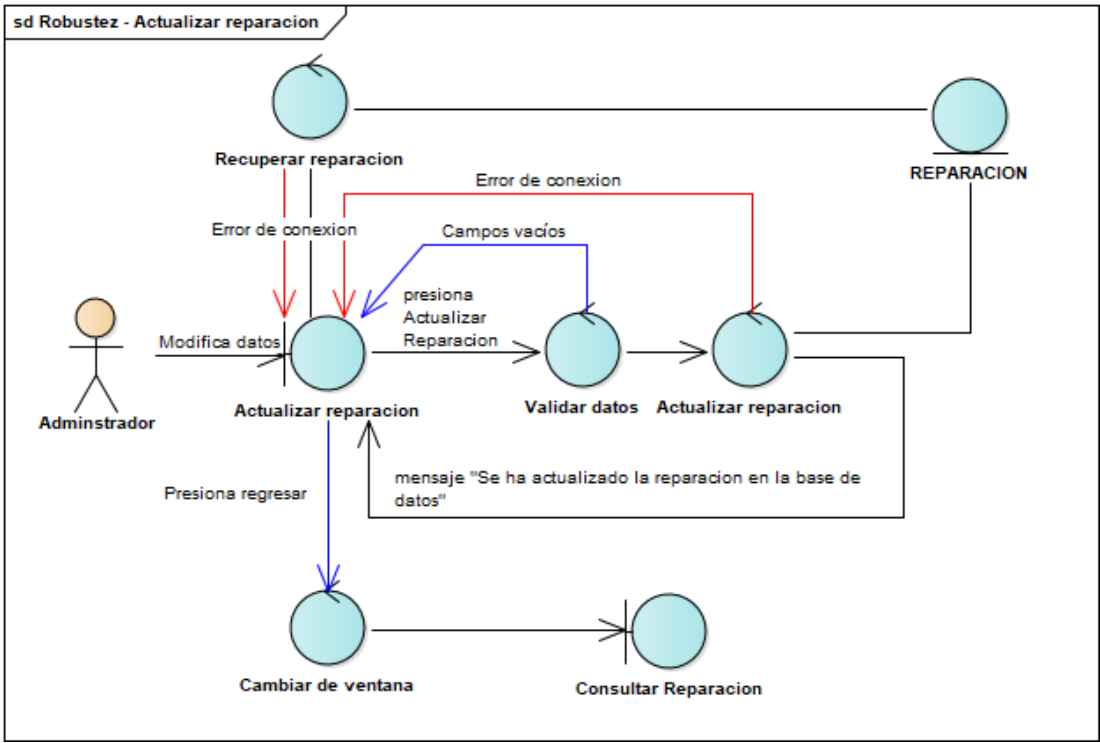 sd Robustez - Actualizar reparacion
Recuperar reparacion
REPARACION
Error de conexion
Error de conexion
Campos vacíos
presiona
Actualizar
Reparacion
Modifica datos
Adminstrador
Actualizar reparacion
Validar datos
Actualizar reparacion
mensaje "Se ha actualizado la reparacion en la base de
datos"
Presiona regresar
Cambiar de ventana
Consultar Reparacion